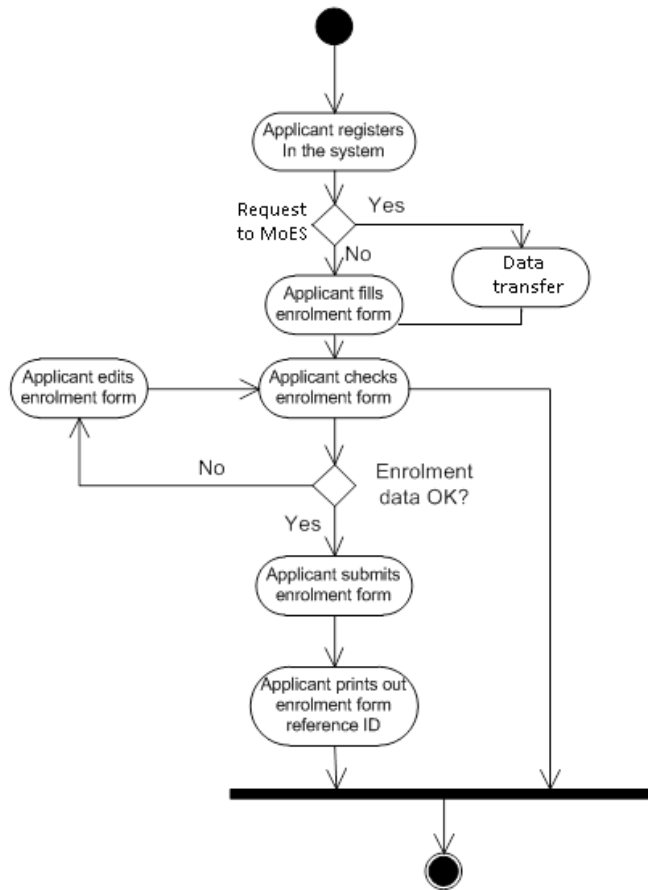 Applicant registers
In the system
Request
to MoES
Yes
No
Data
transfer
Applicant fills
enrolment form
Applicant edits
enrolment form
Applicant checks
enrolment form
No
Enrolment
data OK?
Yes
Applicant submits
enrolment form
Applicant prints out
enrolment form
reference ID